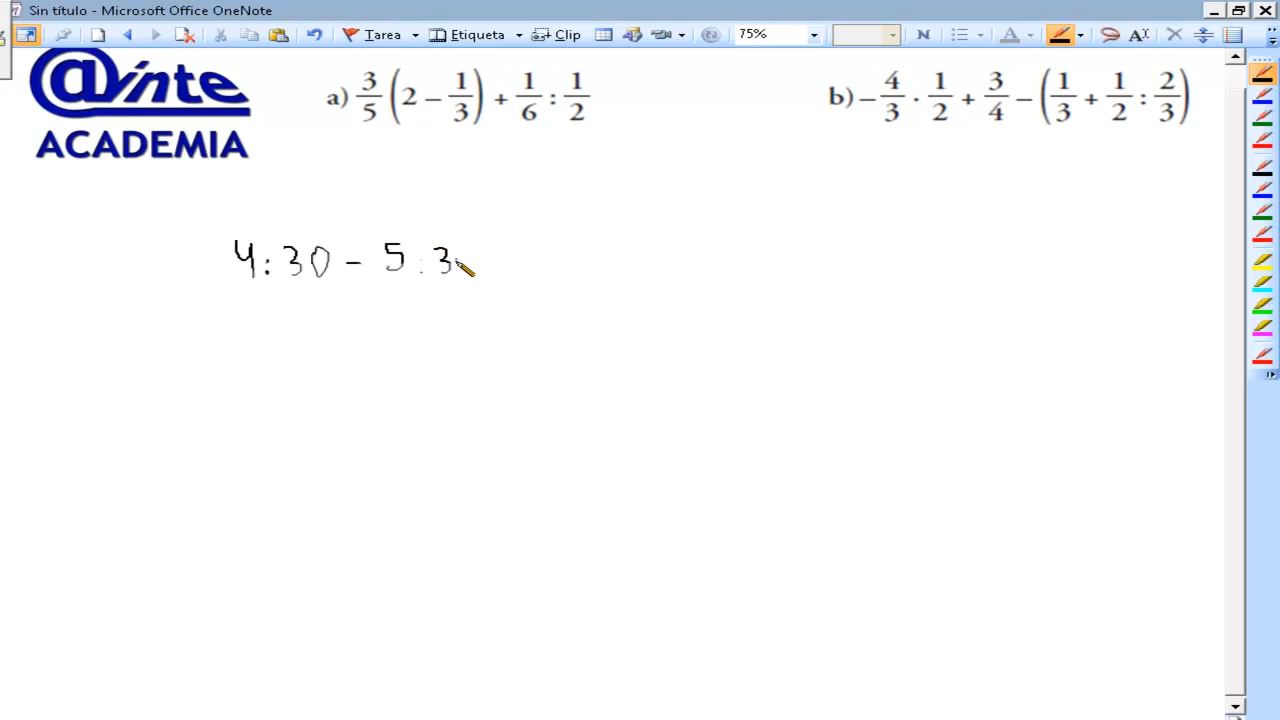 Sin título - Microsoft Office OneNote
Tarea Etiqueta Clip 75% N A A
@inte
ACADEMIA
a) 3/5 (2 − 1/3) + 1/6 : 1/2
b) −4/3 · 1/2 + 3/4 − (1/3 + 1/2 : 2/3)
4:30 - 5:3